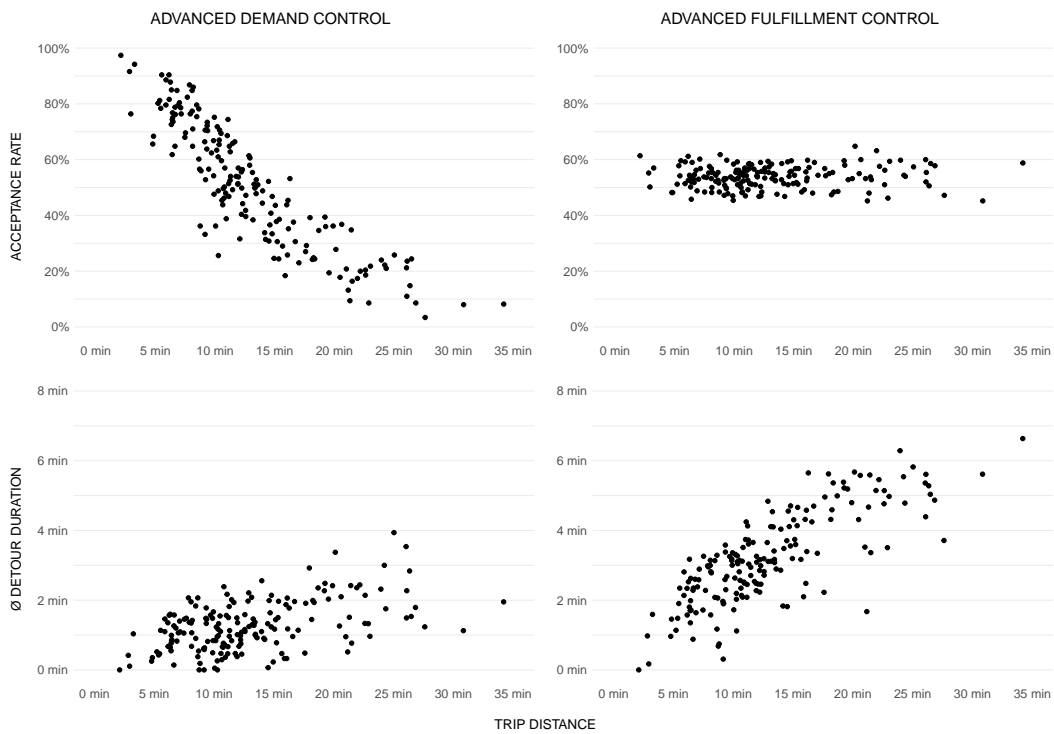 ADVANCED DEMAND CONTROL
ADVANCED FULFILLMENT CONTROL
ACCEPTANCE RATE
100%
80%
60%
40%
20%
0%
0 min 5 min 10 min 15 min 20 min 25 min 30 min 35 min
100%
80%
60%
40%
20%
0%
0 min 5 min 10 min 15 min 20 min 25 min 30 min 35 min
Ø DETOUR DURATION
8 min
6 min
4 min
2 min
0 min
0 min 5 min 10 min 15 min 20 min 25 min 30 min 35 min
8 min
6 min
4 min
2 min
0 min
0 min 5 min 10 min 15 min 20 min 25 min 30 min 35 min
TRIP DISTANCE